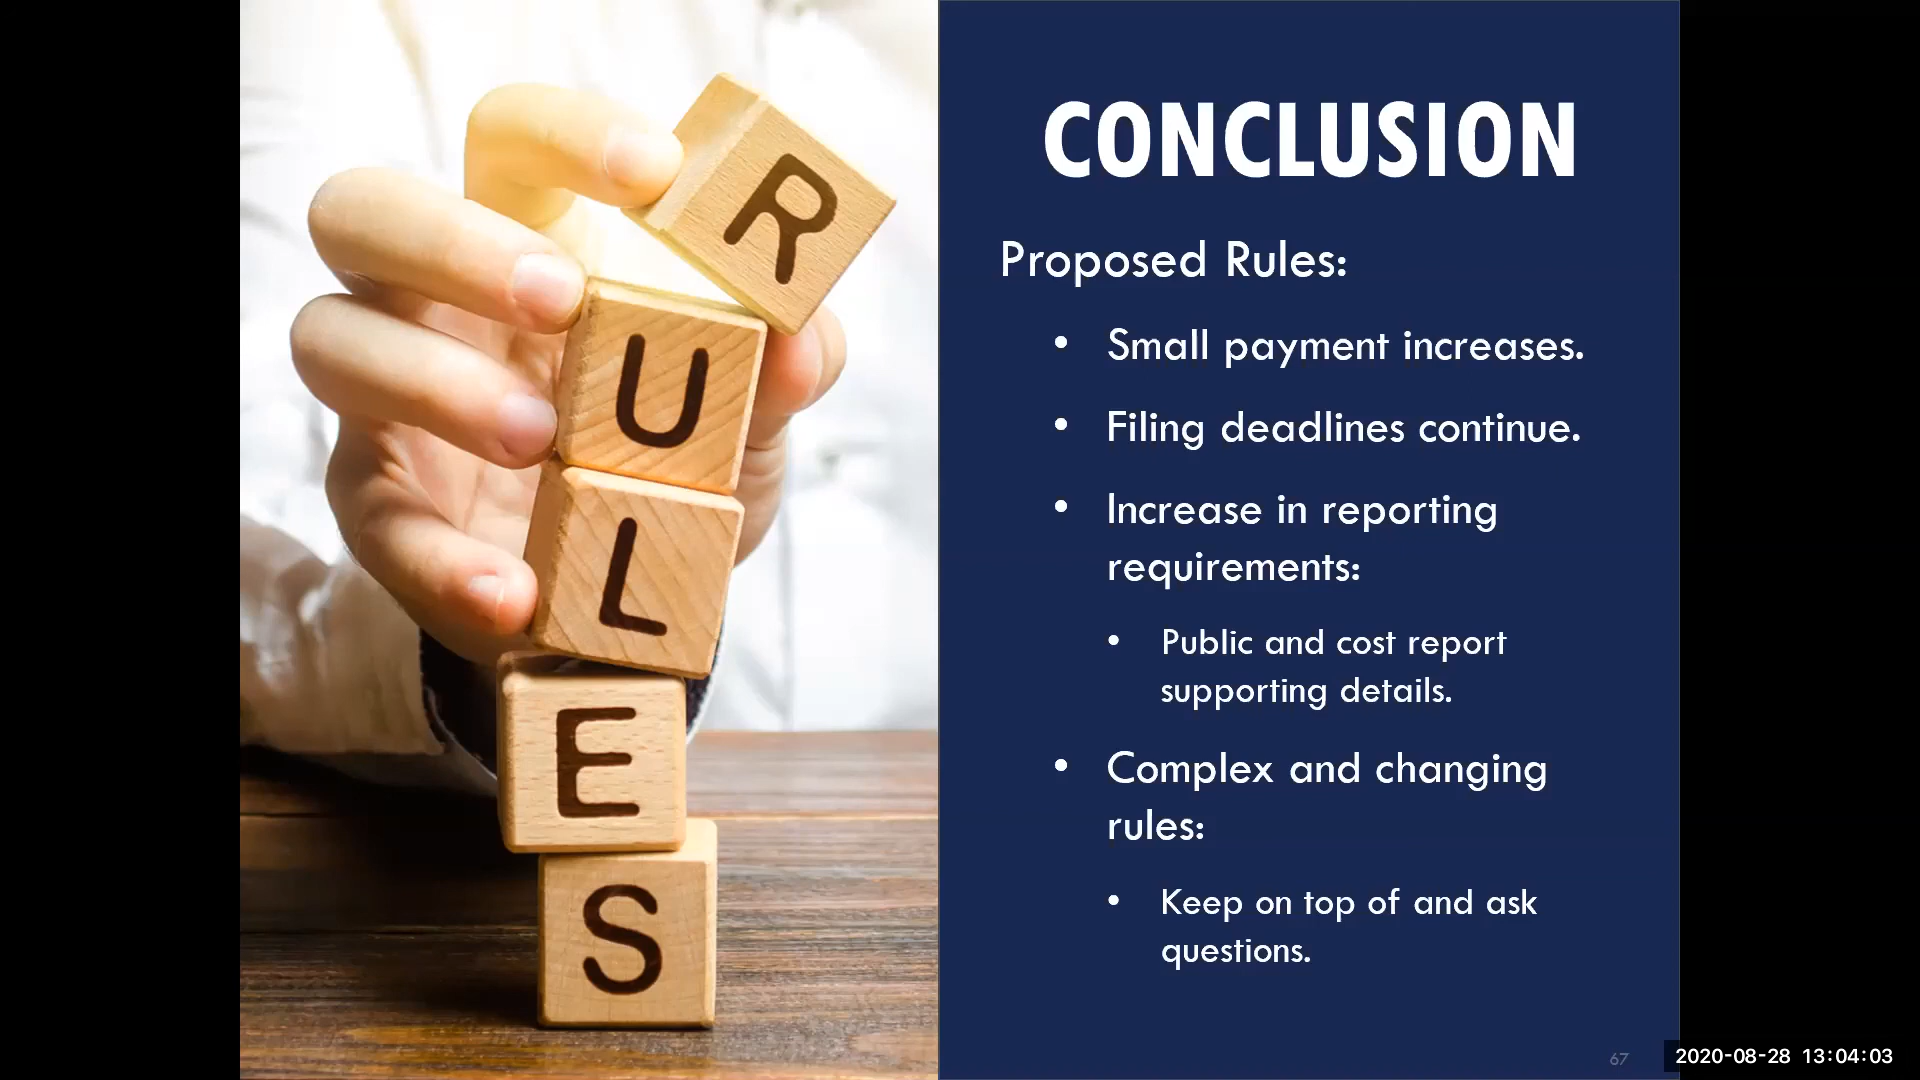 R
U
L
E
S
CONCLUSION
Proposed Rules:
• Small payment increases.
• Filing deadlines continue.
• Increase in reporting
requirements:
• Public and cost report
supporting details.
• Complex and changing
rules:
• Keep on top of and ask
questions.
67
2020-08-28 13:04:03